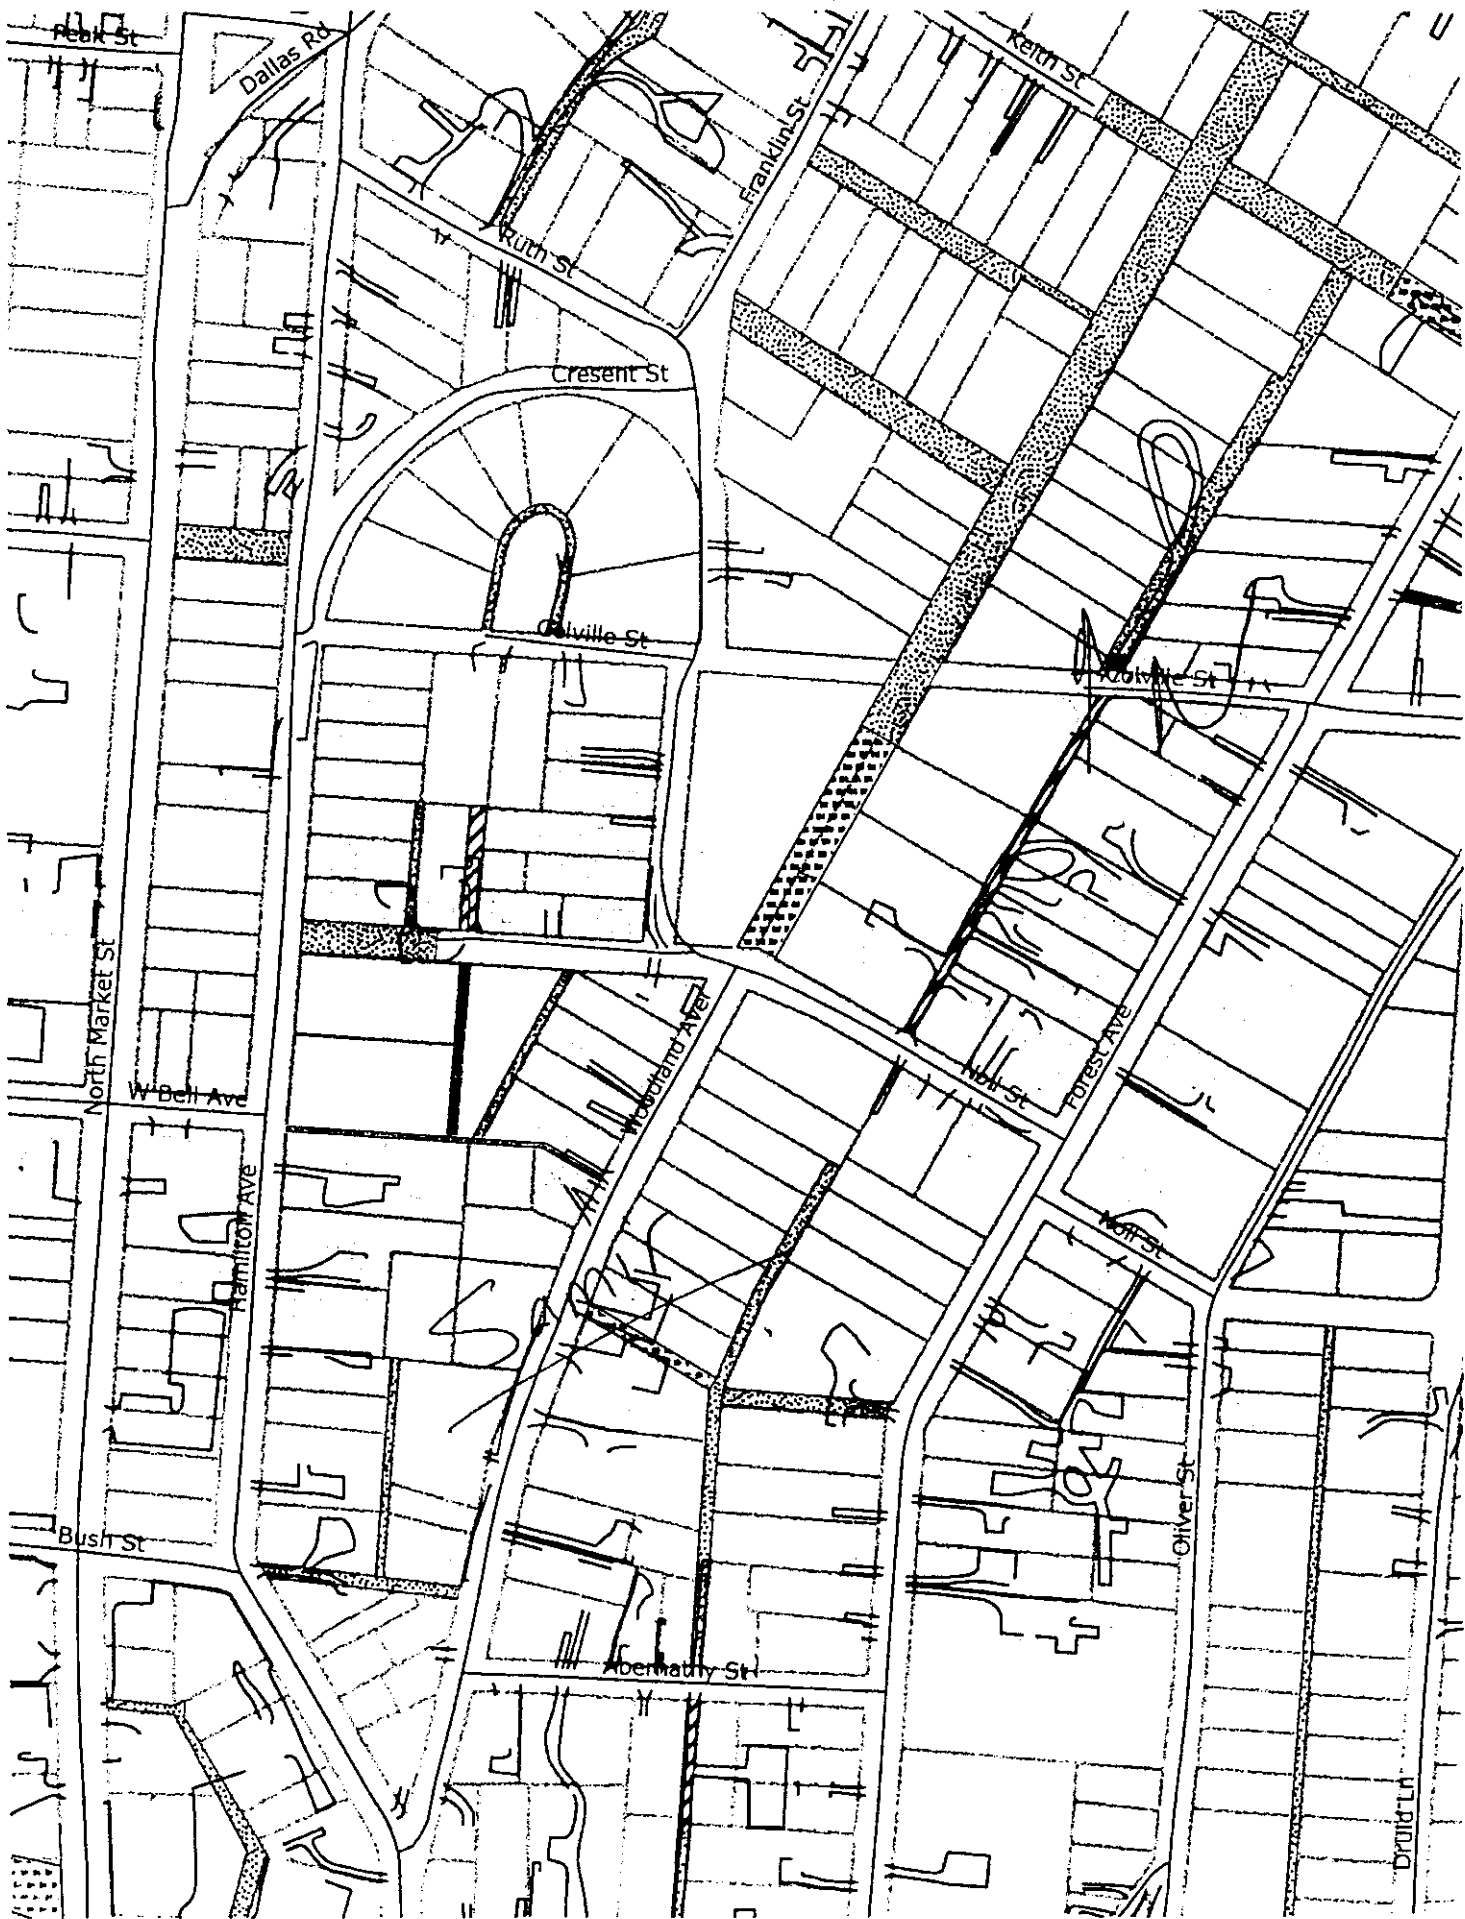 Peak St
Dallas Rd
Keith St
Franklin St
Ruth St
Cresent St
Colville St
Colville St
North Market St
W Bell Ave
Woodland Ave
Noll St
Forest Ave
Hamilton Ave
Noll St
Oliver St
Bush St
Abernathy St
Druid Ln